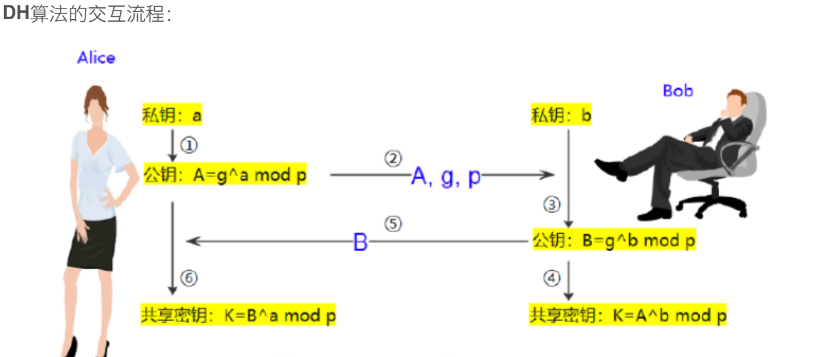 DH算法的交互流程：
Alice
Bob
私钥：a
私钥：b
①
②
公钥：A=g^a mod p
A, g, p
③
⑤
B
公钥：B=g^b mod p
⑥
④
共享密钥：K=B^a mod p
共享密钥：K=A^b mod p